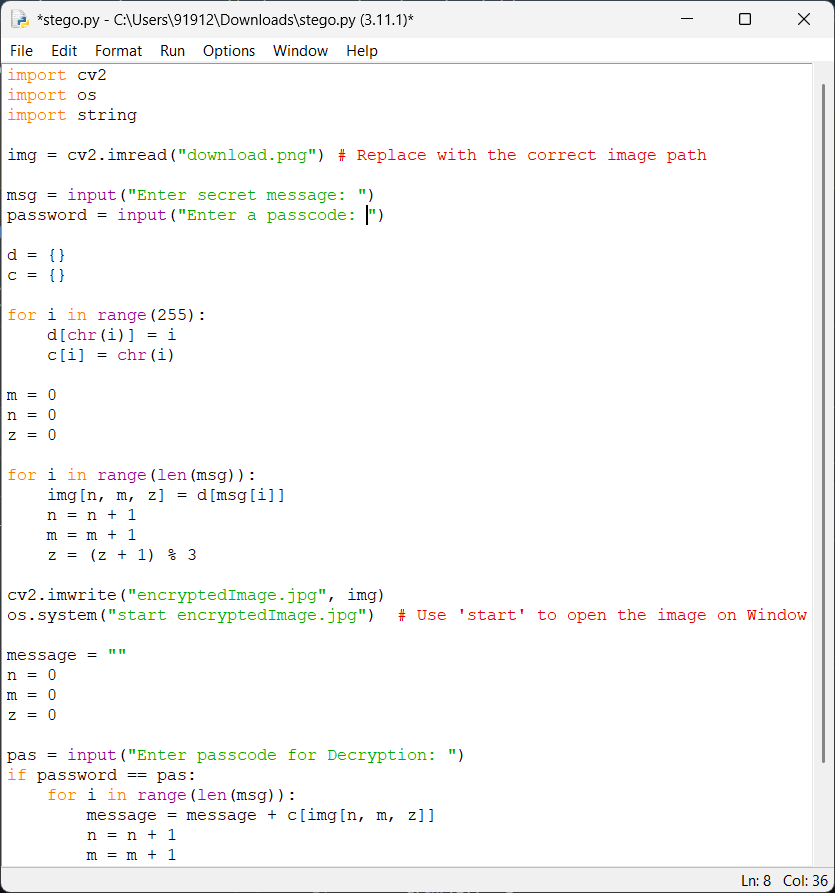 *stego.py - C:\Users\91912\Downloads\stego.py (3.11.1)*
File Edit Format Run Options Window Help
import cv2
import os
import string

img = cv2.imread("download.png") # Replace with the correct image path

msg = input("Enter secret message: ")
password = input("Enter a passcode: ")

d = {}
c = {}

for i in range(255):
    d[chr(i)] = i
    c[i] = chr(i)

m = 0
n = 0
z = 0

for i in range(len(msg)):
    img[n, m, z] = d[msg[i]]
    n = n + 1
    m = m + 1
    z = (z + 1) % 3

cv2.imwrite("encryptedImage.jpg", img)
os.system("start encryptedImage.jpg")  # Use 'start' to open the image on Window

message = ""
n = 0
m = 0
z = 0

pas = input("Enter passcode for Decryption: ")
if password == pas:
    for i in range(len(msg)):
        message = message + c[img[n, m, z]]
        n = n + 1
        m = m + 1
Ln: 8 Col: 36